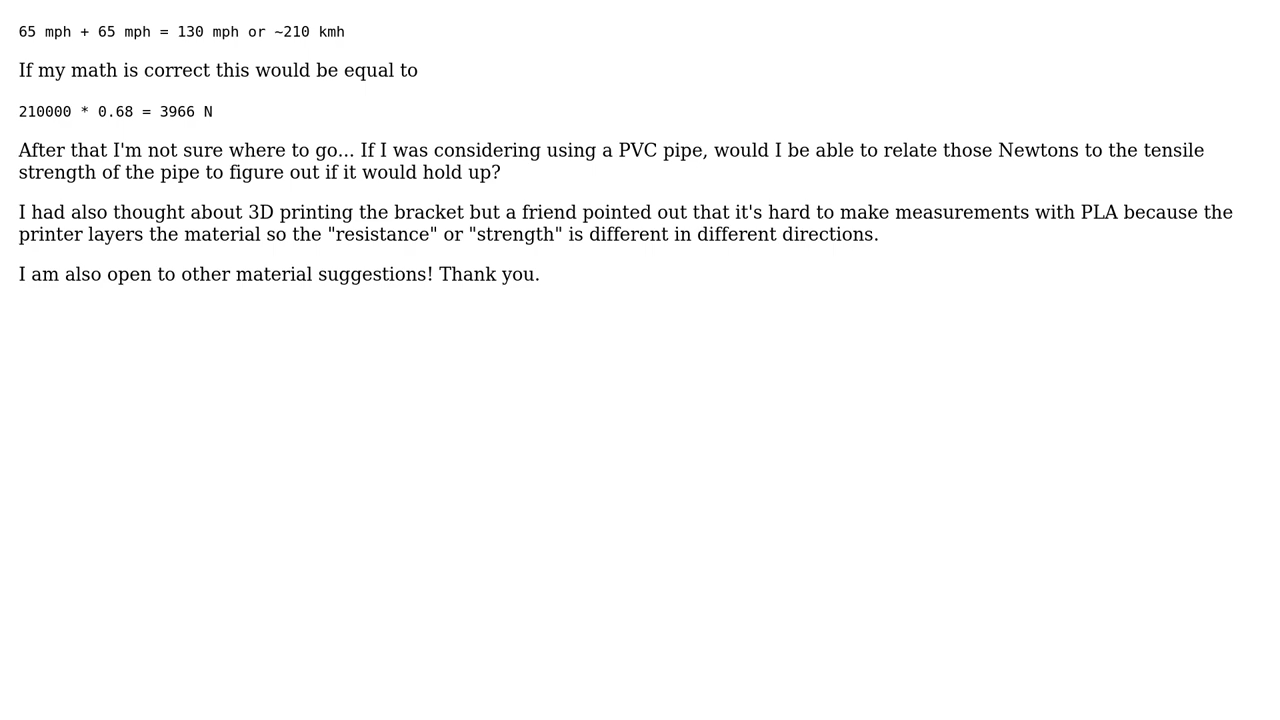 65 mph + 65 mph = 130 mph or ~210 kmh
If my math is correct this would be equal to
210000 * 0.68 = 3966 N
After that I'm not sure where to go... If I was considering using a PVC pipe, would I be able to relate those Newtons to the tensile
strength of the pipe to figure out if it would hold up?
I had also thought about 3D printing the bracket but a friend pointed out that it's hard to make measurements with PLA because the
printer layers the material so the "resistance" or "strength" is different in different directions.
I am also open to other material suggestions! Thank you.